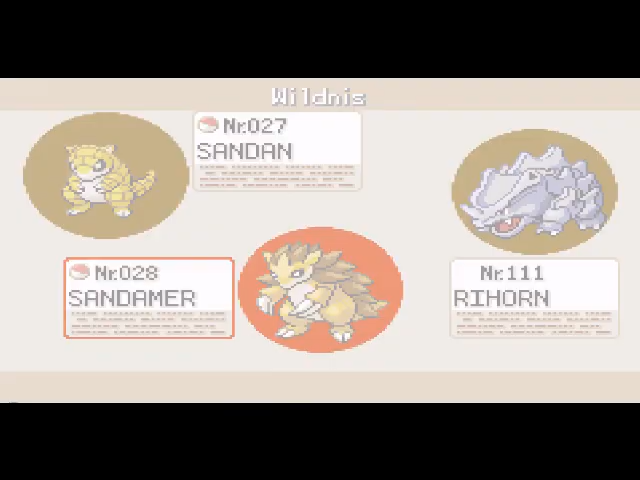 Wildnis
Nr.027
SANDAN
Nr.028
SANDAMER
Nr.111
RIHORN